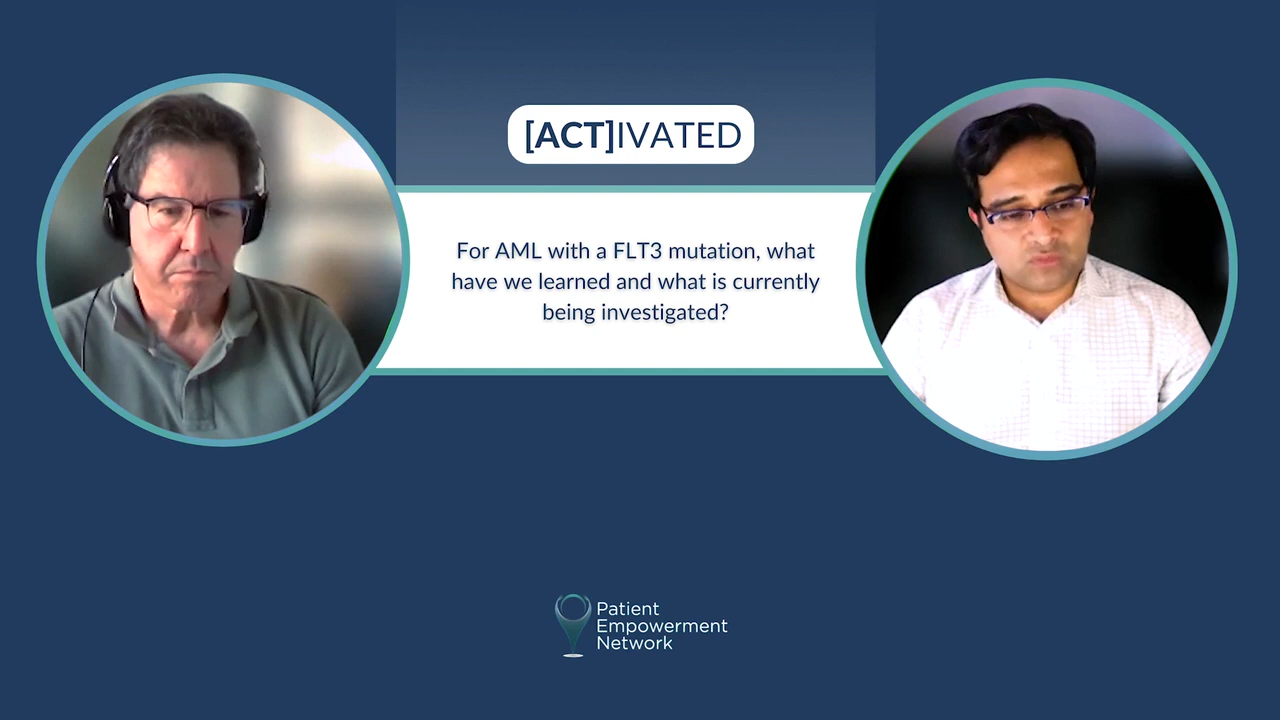 [ACT]IVATED
For AML with a FLT3 mutation, what
have we learned and what is currently
being investigated?
Patient
Empowerment
Network